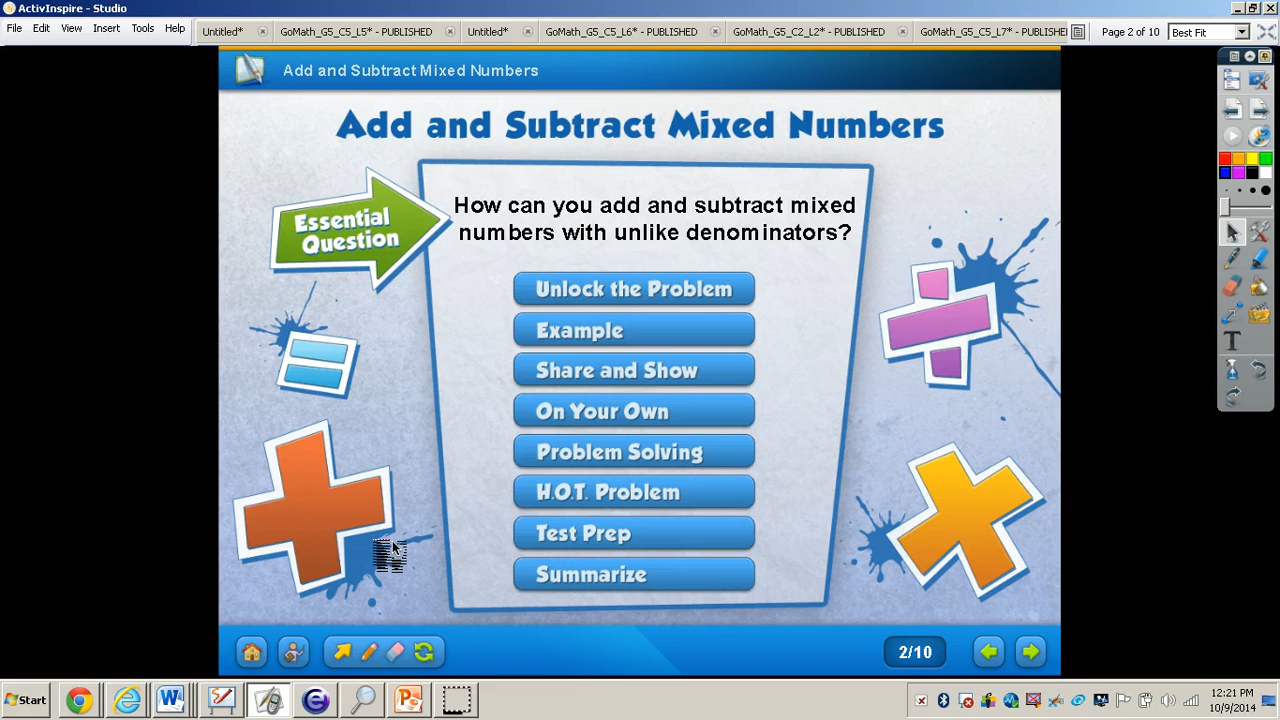 ActivInspire - Studio
File Edit View Insert Tools Help
Untitled* GoMath_G5_C5_L5* - PUBLISHED Untitled* GoMath_G5_C5_L6* - PUBLISHED GoMath_G5_C2_L2* - PUBLISHED GoMath_G5_C5_L7* - PUBLISHE Page 2 of 10 Best Fit
Add and Subtract Mixed Numbers
Add and Subtract Mixed Numbers
Essential
Question
How can you add and subtract mixed
numbers with unlike denominators?
Unlock the Problem
Example
Share and Show
On Your Own
Problem Solving
H.O.T. Problem
Test Prep
Summarize
2/10
Start
12:21 PM
10/9/2014